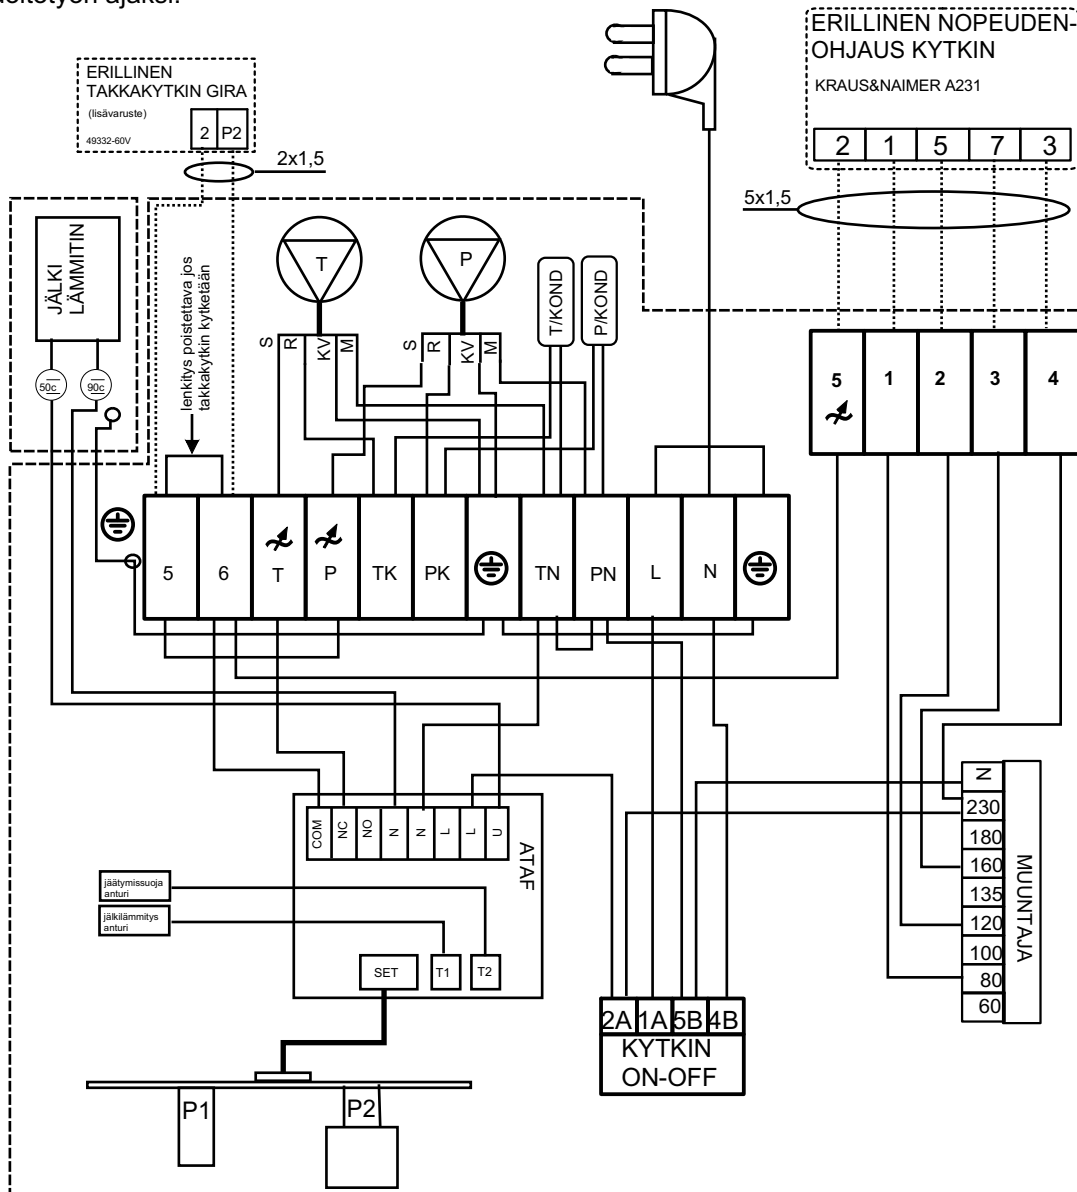 ajaksi.
ERILLINEN
TAKKAKYTKIN GIRA
(lisävaruste)
49332-60V
2 P2
2x1,5
ERILLINEN NOPEUDEN-
OHJAUS KYTKIN
KRAUS&NAIMER A231
2 1 5 7 3
5x1,5
JÄLKI
LÄMMITIN
50c 90c
lenkitys poistettava jos
takkakytkin kytketään
T
S R KV M
P
S R KV M
T/KOND
P/KOND
5 1 2 3 4
5 6 T P TK PK TN PN L N
COM NC NO N N L L U
ATAF
jäätymissuoja
anturi
jälkilämmitys
anturi
SET T1 T2
P1
P2
2A 1A 5B 4B
KYTKIN
ON-OFF
N
230
180
160
135
120
100
80
60
MUUNTAJA